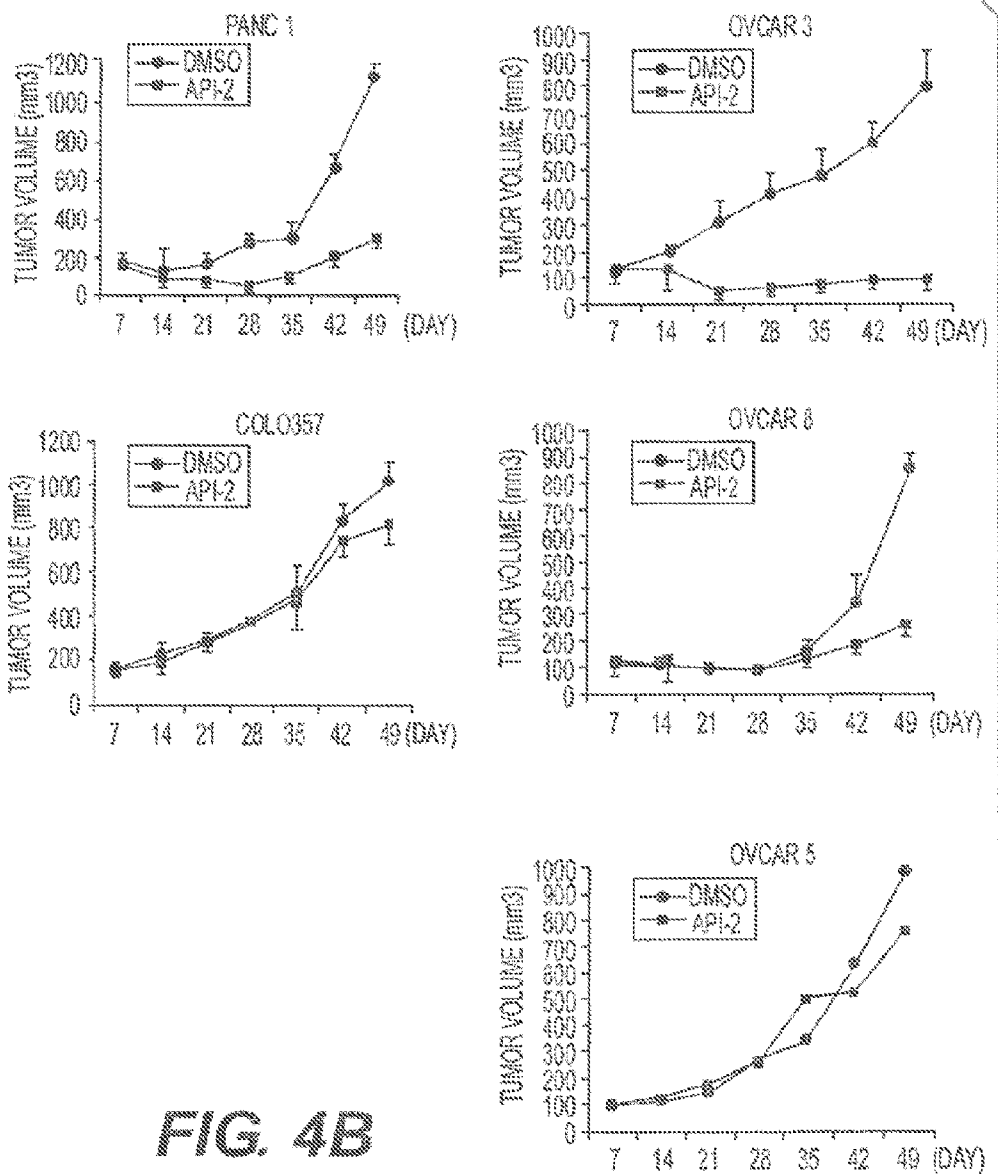 PANC 1
DMSO
API-2
TUMOR VOLUME (mm3)
1200
1000
800
600
400
200
0
7 14 21 28 35 42 49 (DAY)
OVCAR 3
DMSO
API-2
TUMOR VOLUME (mm3)
1000
900
800
700
600
500
400
300
200
100
0
7 14 21 28 35 42 49 (DAY)
COLO357
DMSO
API-2
TUMOR VOLUME (mm3)
1200
1000
800
600
400
200
0
7 14 21 28 35 42 49 (DAY)
OVCAR 8
DMSO
API-2
TUMOR VOLUME (mm3)
1000
900
800
700
600
500
400
300
200
100
0
7 14 21 28 35 42 49 (DAY)
OVCAR 5
DMSO
API-2
TUMOR VOLUME (mm3)
1000
900
800
700
600
500
400
300
200
100
0
7 14 21 28 35 42 49 (DAY)
FIG. 4B